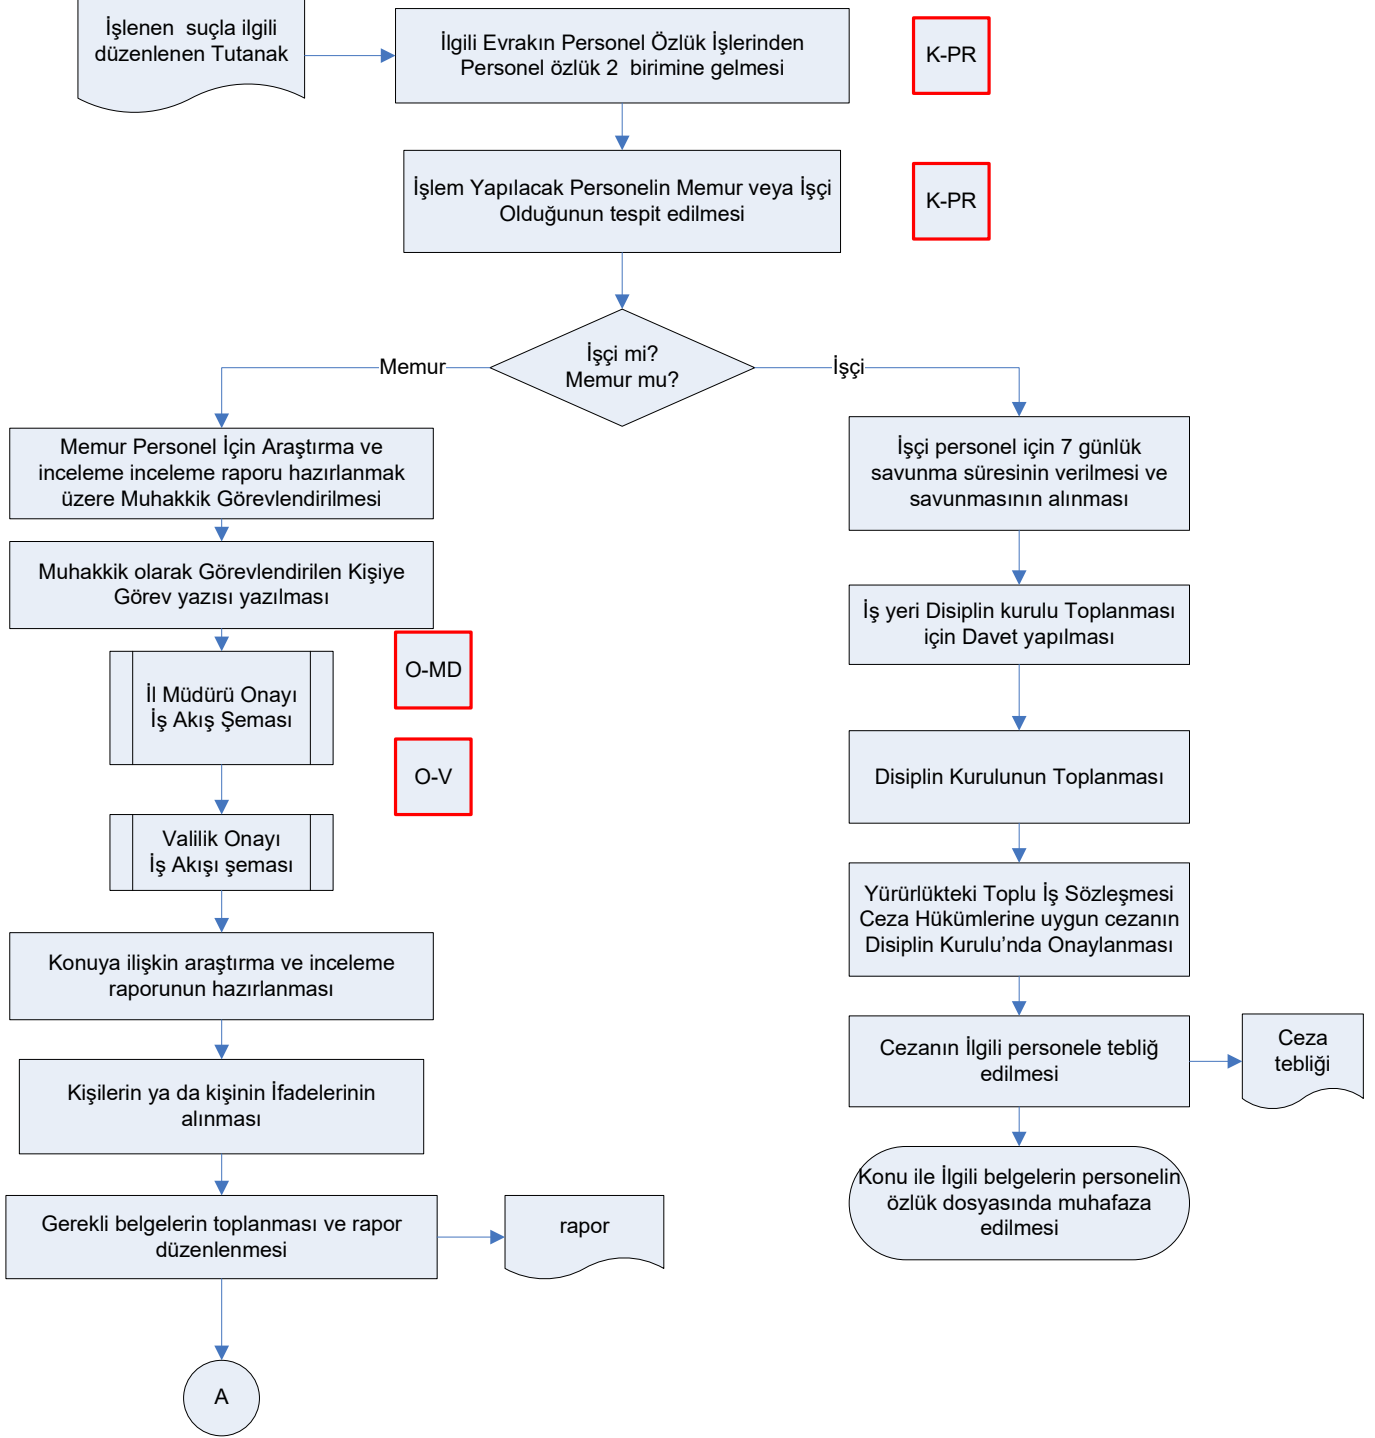 İşlenen  suçla ilgili
düzenlenen Tutanak
İlgili Evrakın Personel Özlük İşlerinden
Personel özlük 2  birimine gelmesi
K-PR
İşlem Yapılacak Personelin Memur veya İşçi
Olduğunun tespit edilmesi
K-PR
İşçi mi?
Memur mu?
Memur
İşçi
Memur Personel İçin Araştırma ve
inceleme inceleme raporu hazırlanmak
üzere Muhakkik Görevlendirilmesi
Muhakkik olarak Görevlendirilen Kişiye
Görev yazısı yazılması
İl Müdürü Onayı
İş Akış Şeması
O-MD
O-V
Valilik Onayı
İş Akışı şeması
Konuya ilişkin araştırma ve inceleme
raporunun hazırlanması
Kişilerin ya da kişinin İfadelerinin
alınması
Gerekli belgelerin toplanması ve rapor
düzenlenmesi
rapor
A
İşçi personel için 7 günlük
savunma süresinin verilmesi ve
savunmasının alınması
İş yeri Disiplin kurulu Toplanması
için Davet yapılması
Disiplin Kurulunun Toplanması
Yürürlükteki Toplu İş Sözleşmesi
Ceza Hükümlerine uygun cezanın
Disiplin Kurulu’nda Onaylanması
Cezanın İlgili personele tebliğ
edilmesi
Ceza
tebliği
Konu ile İlgili belgelerin personelin
özlük dosyasında muhafaza
edilmesi